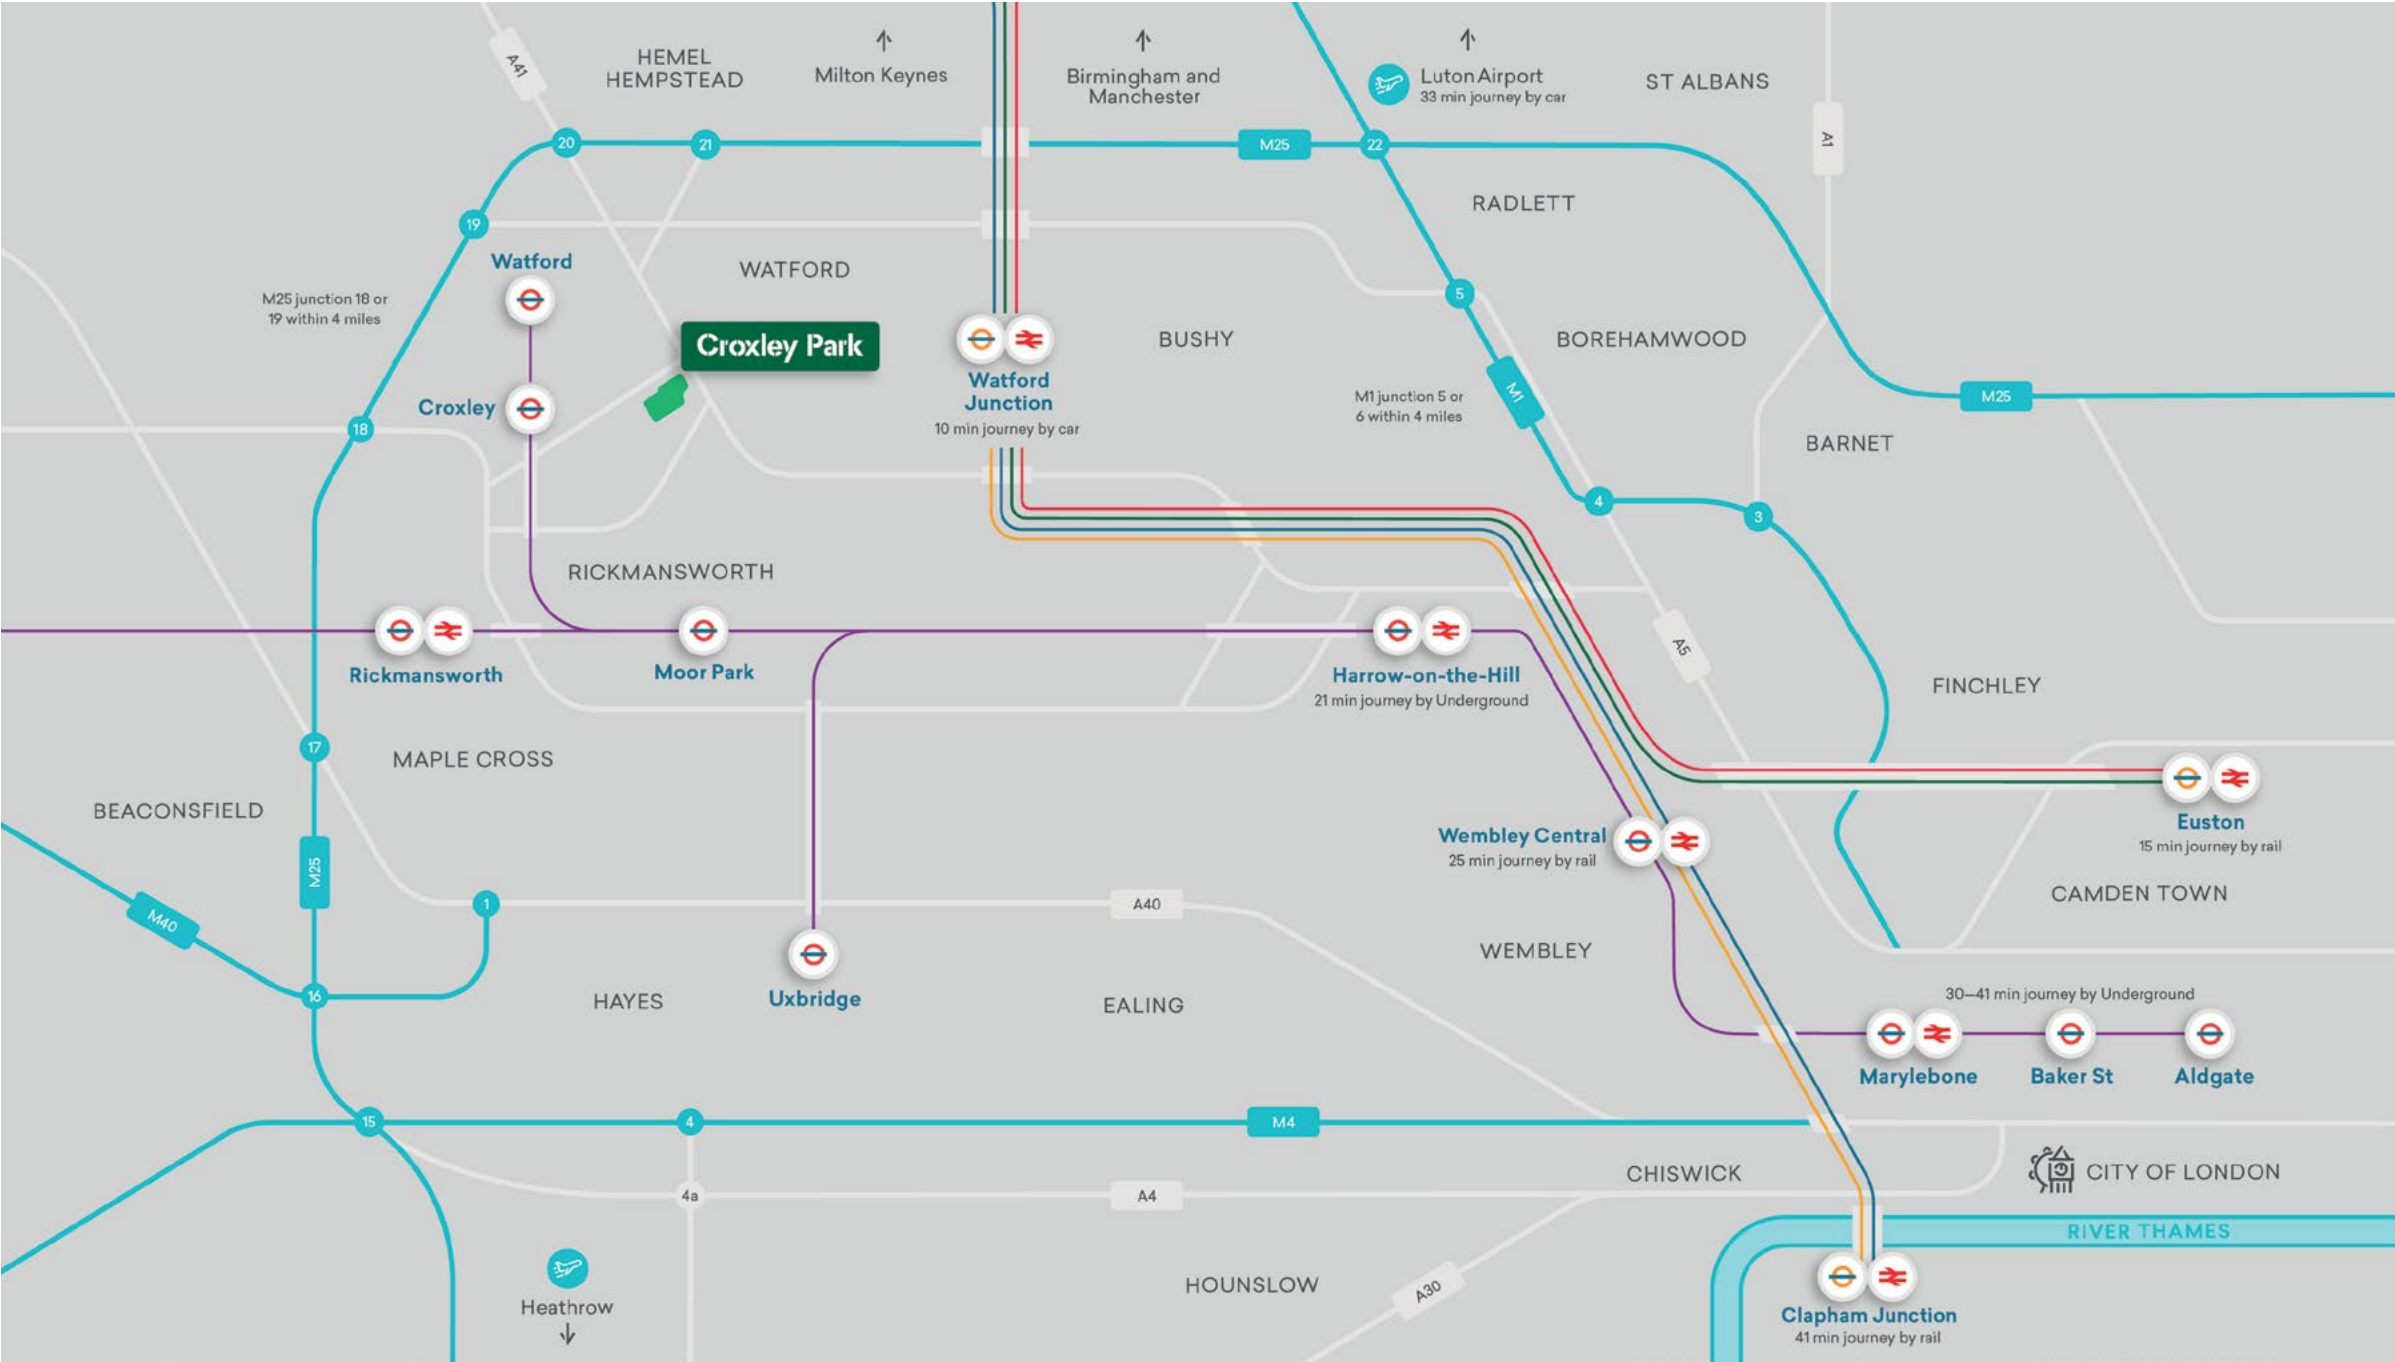 A41
HEMEL
HEMPSTEAD
Milton Keynes
Birmingham and
Manchester
Luton Airport
33 min journey by car
ST ALBANS
A1
20
21
M25
22
19
RADLETT
Watford
WATFORD
M25 junction 18 or
19 within 4 miles
5
Croxley Park
BUSHY
BOREHAMWOOD
Watford
Junction
10 min journey by car
M1
M1 junction 5 or
6 within 4 miles
M25
Croxley
18
BARNET
4
3
RICKMANSWORTH
Rickmansworth
Moor Park
Harrow-on-the-Hill
21 min journey by Underground
A5
FINCHLEY
17
MAPLE CROSS
BEACONSFIELD
M25
Wembley Central
25 min journey by rail
Euston
15 min journey by rail
CAMDEN TOWN
M40
1
A40
WEMBLEY
16
Uxbridge
HAYES
EALING
30–41 min journey by Underground
Marylebone
Baker St
Aldgate
15
4
M4
CHISWICK
CITY OF LONDON
4a
A4
RIVER THAMES
Heathrow
HOUNSLOW
A30
Clapham Junction
41 min journey by rail